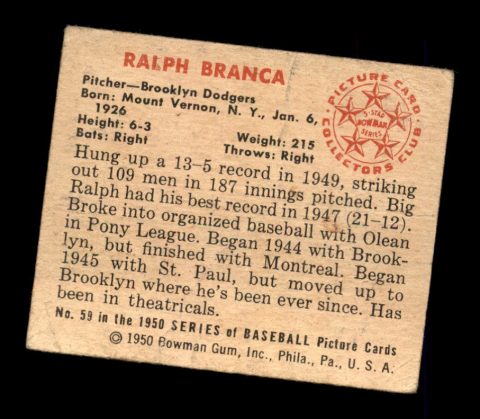 RALPH BRANCA
Pitcher—Brooklyn Dodgers
Born: Mount Vernon, N. Y., Jan. 6,
1926
Height: 6-3 Weight: 215
Bats: Right Throws: Right
PICTURE CARD
5-STAR
BOWMAN
SERIES
COLLECTORS CLUB
Hung up a 13-5 record in 1949, striking
out 109 men in 187 innings pitched. Big
Ralph had his best record in 1947 (21-12).
Broke into organized baseball with Olean
in Pony League. Began 1944 with Brook-
lyn, but finished with Montreal. Began
1945 with St. Paul, but moved up to
Brooklyn where he's been ever since. Has
been in theatricals.
No. 59 in the 1950 SERIES of BASEBALL Picture Cards
© 1950 Bowman Gum, Inc., Phila., Pa., U. S. A.